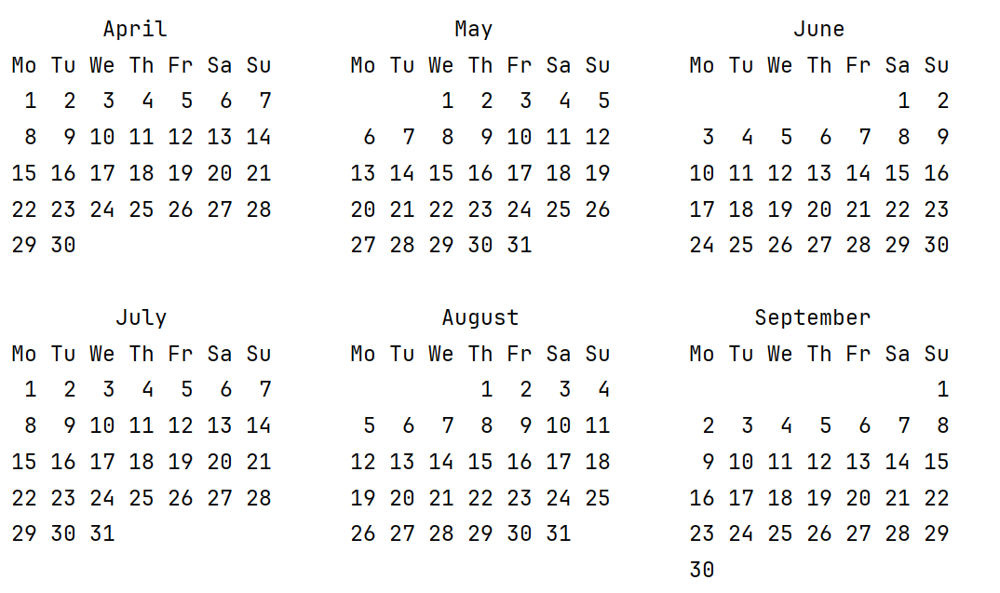 April May June
Mo Tu We Th Fr Sa Su Mo Tu We Th Fr Sa Su Mo Tu We Th Fr Sa Su
1 2 3 4 5 6 7 1 2 3 4 5 1 2
8 9 10 11 12 13 14 6 7 8 9 10 11 12 3 4 5 6 7 8 9
15 16 17 18 19 20 21 13 14 15 16 17 18 19 10 11 12 13 14 15 16
22 23 24 25 26 27 28 20 21 22 23 24 25 26 17 18 19 20 21 22 23
29 30 27 28 29 30 31 24 25 26 27 28 29 30
July August September
Mo Tu We Th Fr Sa Su Mo Tu We Th Fr Sa Su Mo Tu We Th Fr Sa Su
1 2 3 4 5 6 7 1 2 3 4 1
8 9 10 11 12 13 14 5 6 7 8 9 10 11 2 3 4 5 6 7 8
15 16 17 18 19 20 21 12 13 14 15 16 17 18 9 10 11 12 13 14 15
22 23 24 25 26 27 28 19 20 21 22 23 24 25 16 17 18 19 20 21 22
29 30 31 26 27 28 29 30 31 23 24 25 26 27 28 29
30